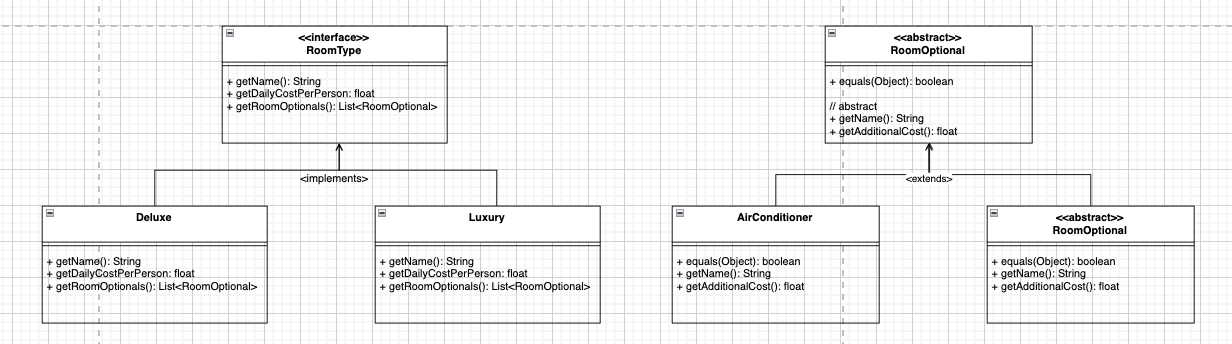 <<interface>>
RoomType
+ getName(): String
+ getDailyCostPerPerson: float
+ getRoomOptionals(): List<RoomOptional>
<<abstract>>
RoomOptional
+ equals(Object): boolean
// abstract
+ getName(): String
+ getAdditionalCost(): float
<implements>
<extends>
Deluxe
+ getName(): String
+ getDailyCostPerPerson: float
+ getRoomOptionals(): List<RoomOptional>
Luxury
+ getName(): String
+ getDailyCostPerPerson: float
+ getRoomOptionals(): List<RoomOptional>
AirConditioner
+ equals(Object): boolean
+ getName(): String
+ getAdditionalCost(): float
<<abstract>>
RoomOptional
+ equals(Object): boolean
+ getName(): String
+ getAdditionalCost(): float